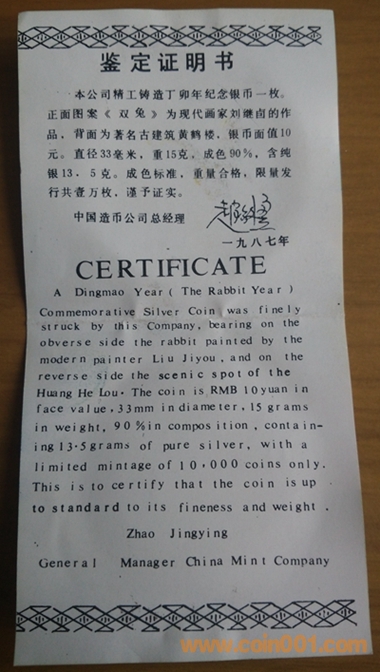 鉴定证明书
本公司精工铸造丁卯年纪念银币一枚。
正面图案《双兔》为现代画家刘继卣的作
品，背面为著名古建筑黄鹤楼，银币面值10
元。直径33毫米，重15克，成色90％，含纯
银13．5克。成色标准，重量合格，限量发
行共壹万枚，谨予证实。
中国造币公司总经理
一九八七年
CERTIFICATE
A Dingmao Year ( The Rabbit Year )
Commemorative Silver Coin was finely
struck by this Company, bearing on the
obverse side the rabbit painted by the
modern painter Liu Jiyou, and on the
reverse side the scenic spot of the
Huang He Lou. The coin is RMB 10 yuan in
face value, 33mm in diameter, 15 grams
in weight, 90% in composition, contain-
ing 13.5 grams of pure silver, with a
limited mintage of 10,000 coins only.
This is to certify that the coin is up
to standard to its fineness and weight .
Zhao Jingying
General Manager China Mint Company
www.coin001.com